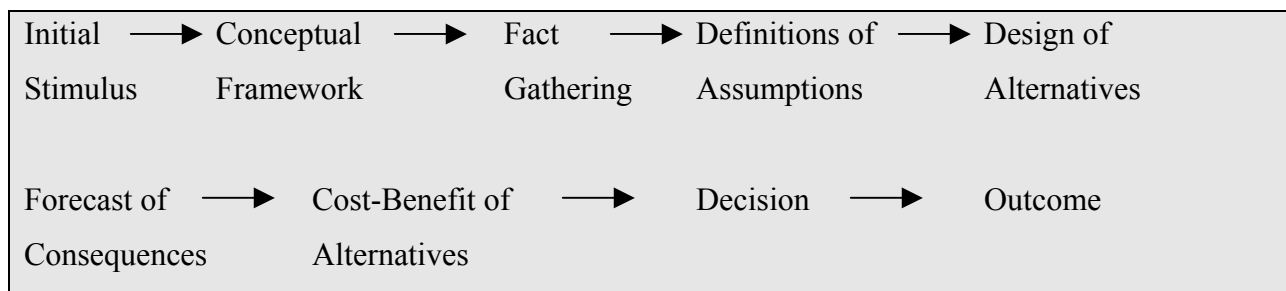 Initial Conceptual Fact Definitions of Design of
Stimulus Framework Gathering Assumptions Alternatives
Forecast of Cost-Benefit of Decision Outcome
Consequences Alternatives